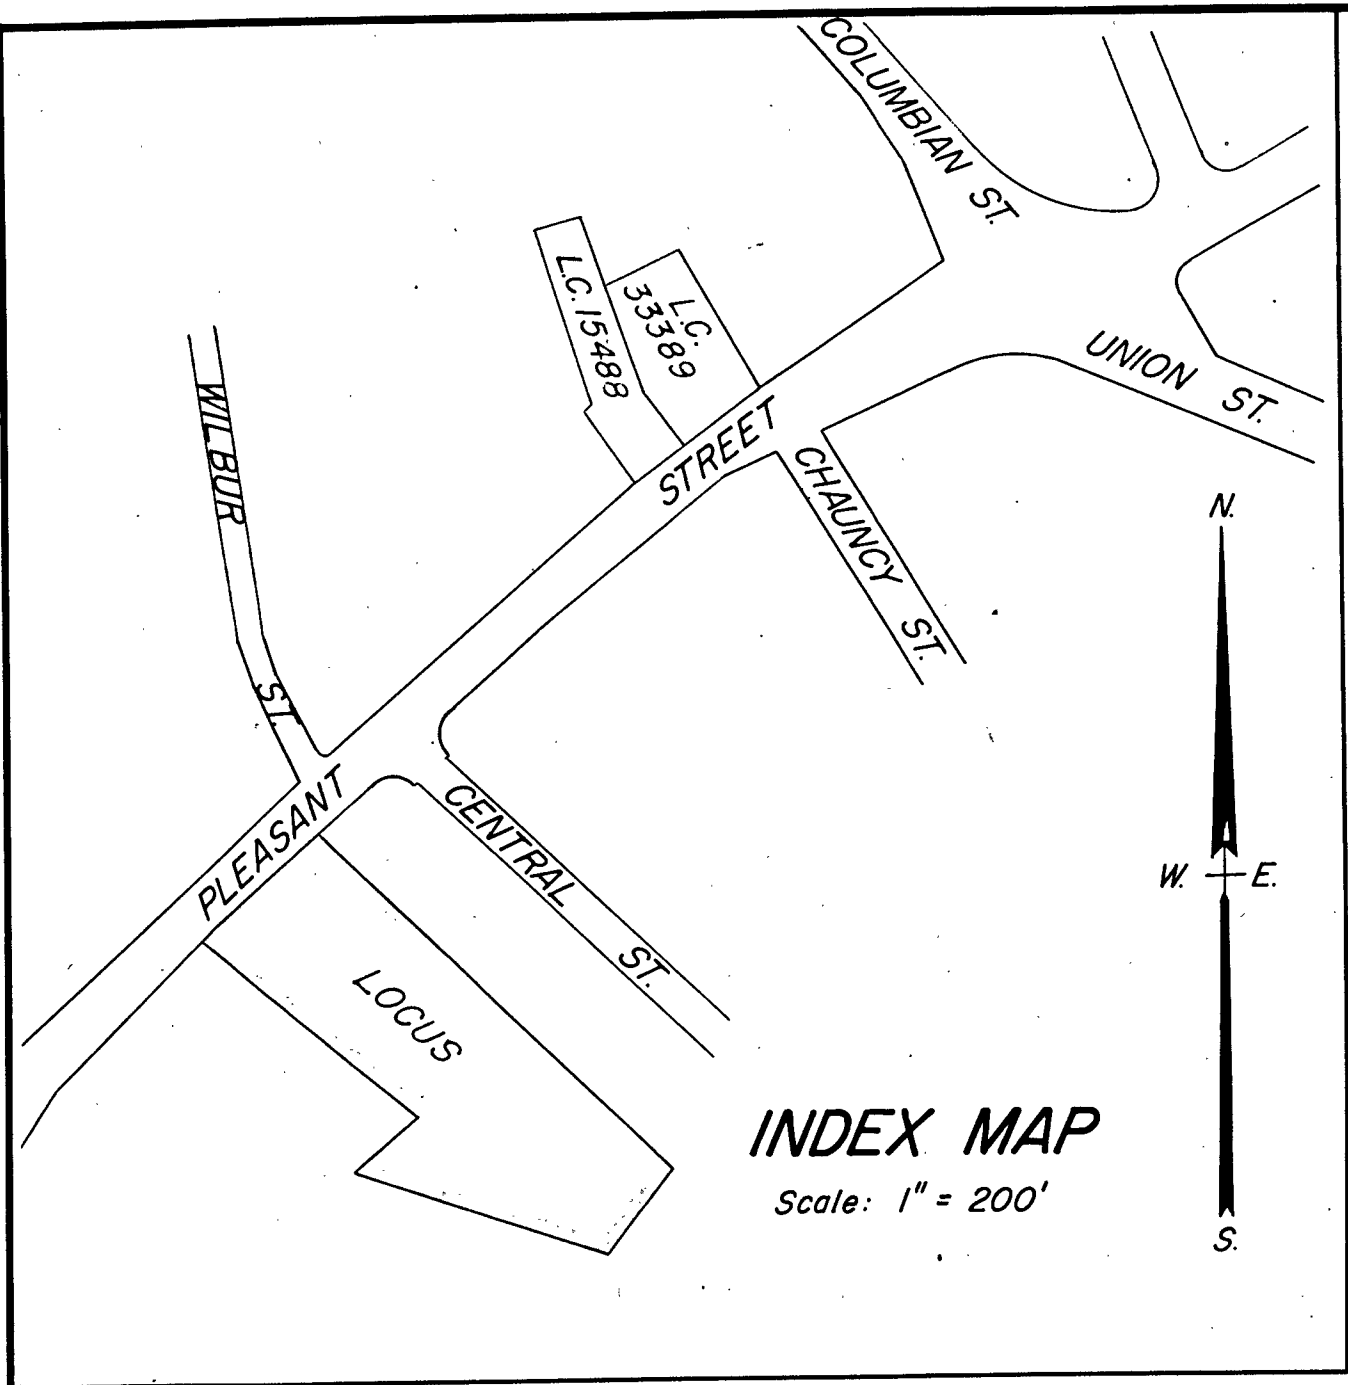 COLUMBIAN ST.
L.C. 15488
L.C.
33389
UNION ST.
WILBUR ST.
PLEASANT STREET
CHAUNCY ST.
N.
W. E.
S.
CENTRAL ST.
LOCUS
INDEX MAP
Scale: 1" = 200'